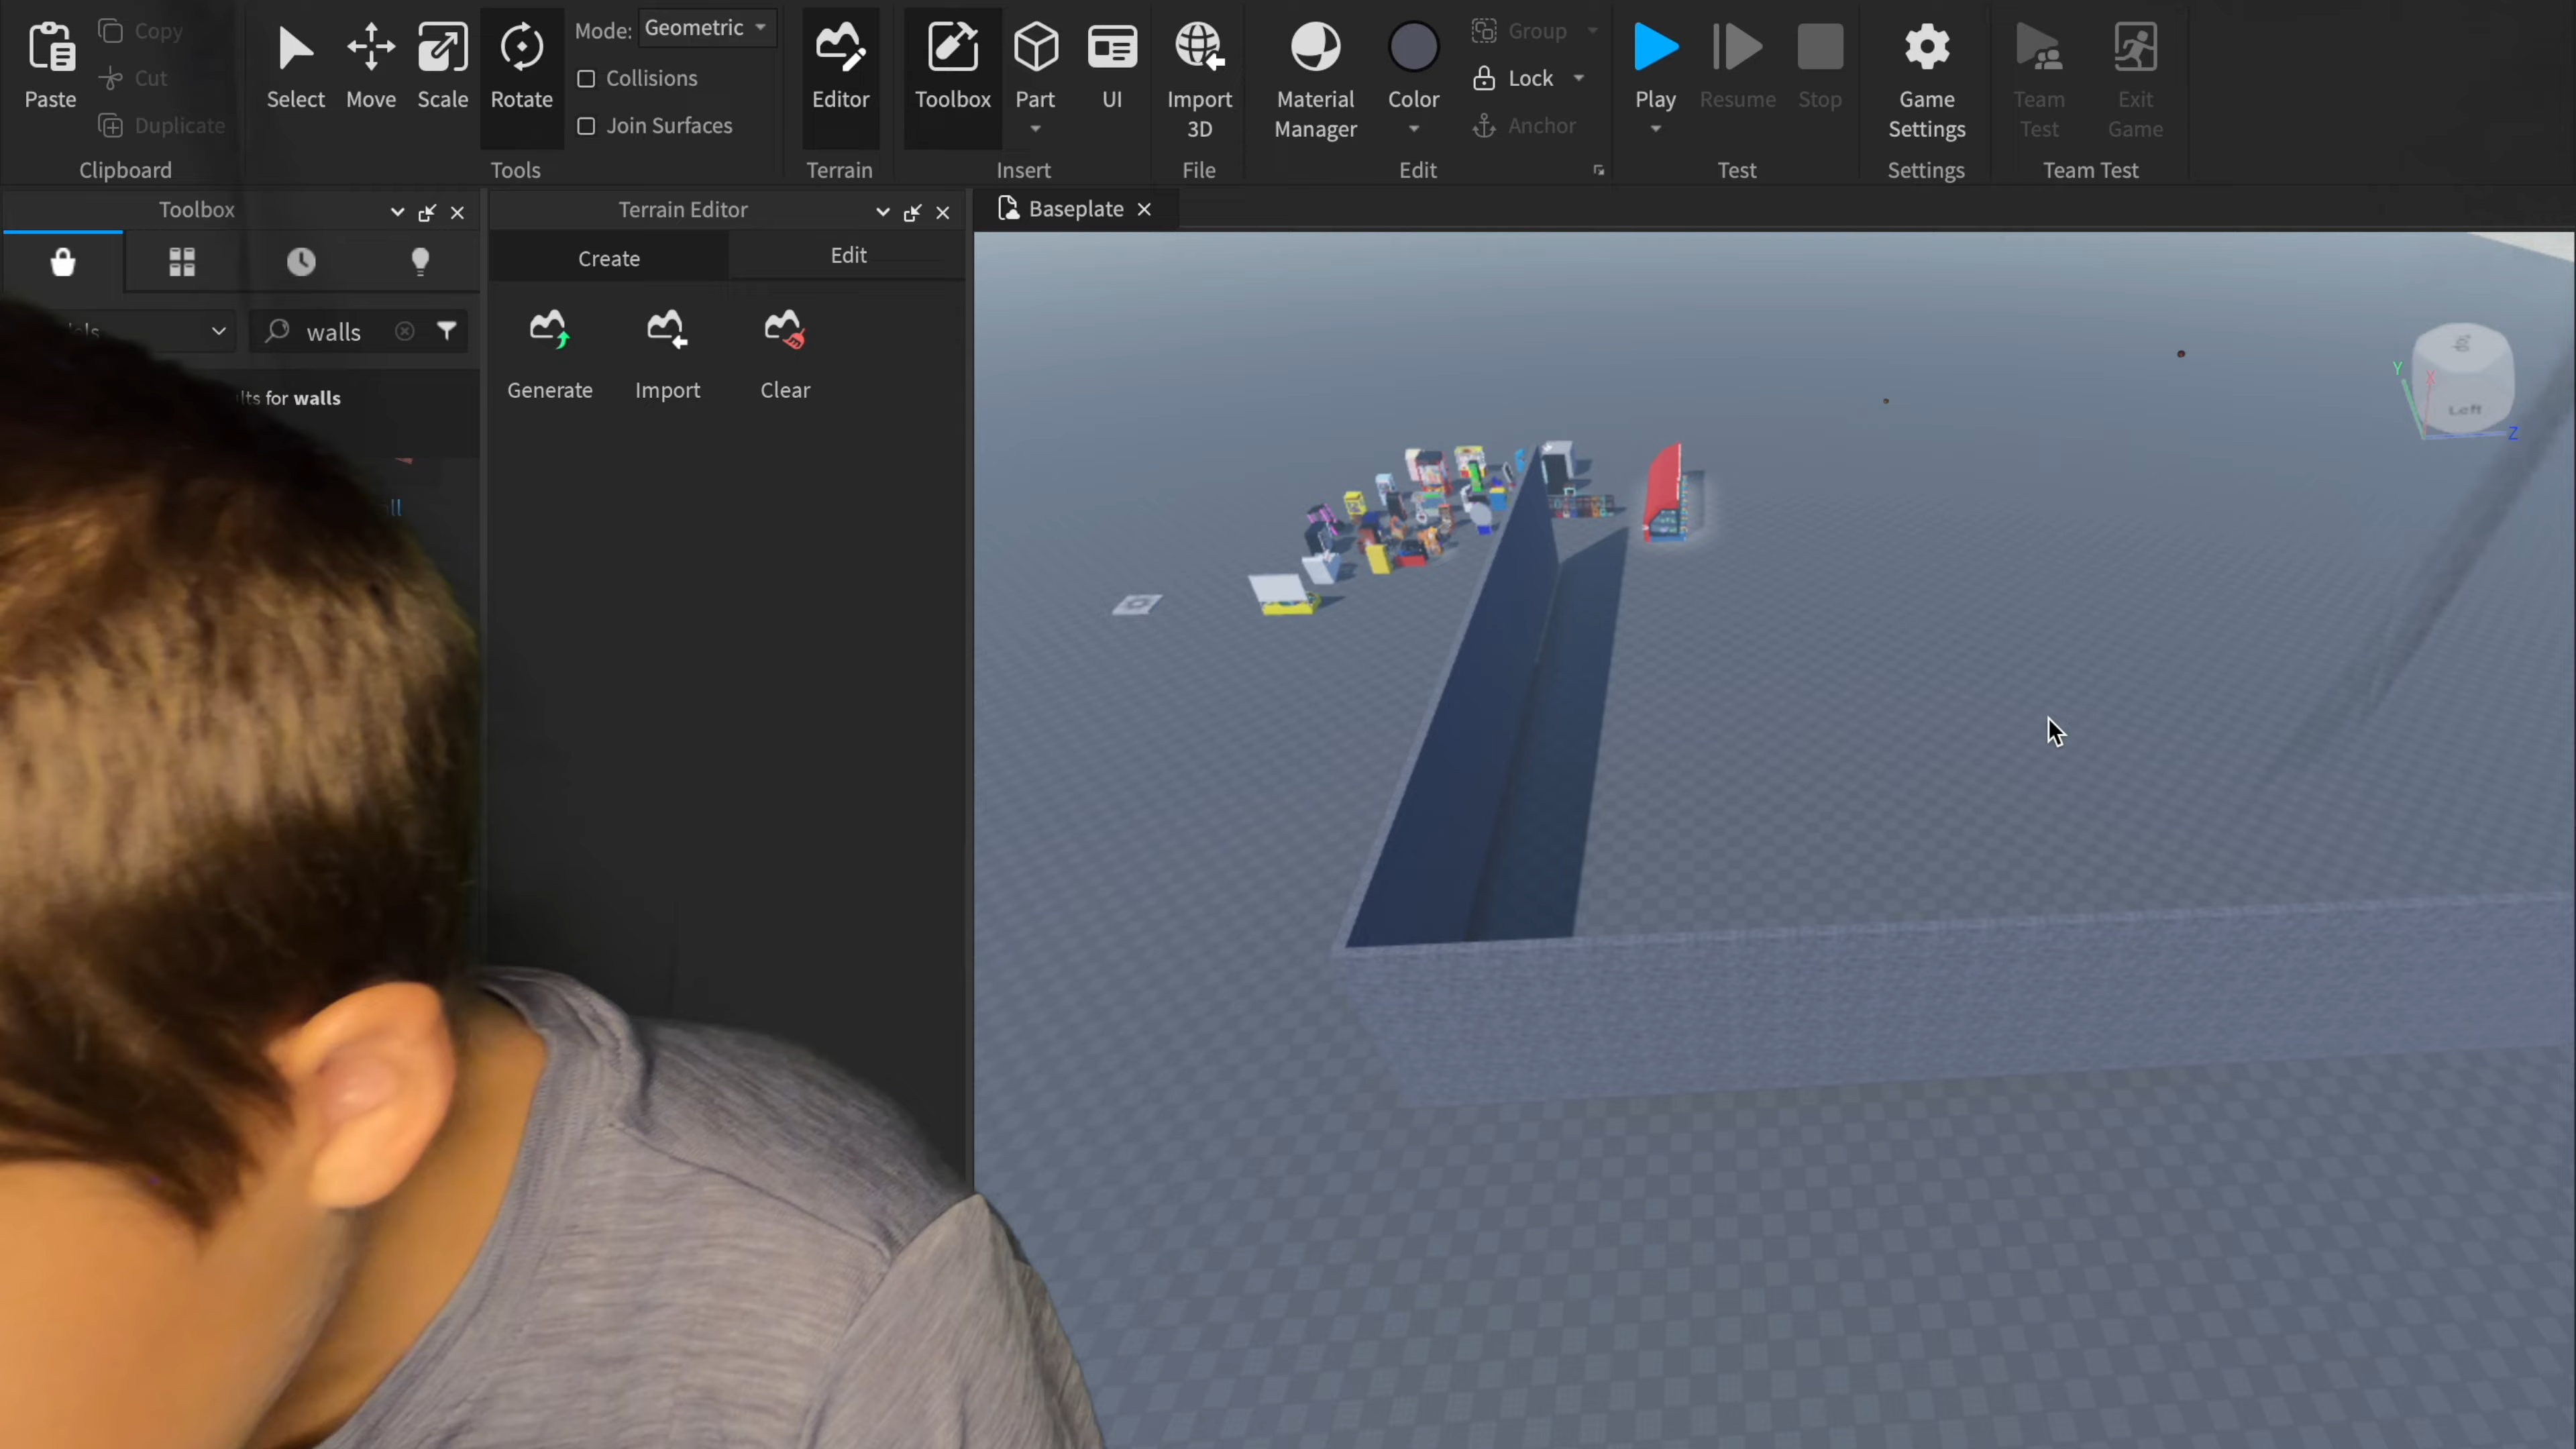 Paste
Copy
Cut
Duplicate
Clipboard
Select
Move
Scale
Rotate
Mode: Geometric
Collisions
Join Surfaces
Tools
Editor
Terrain
Toolbox
Part
UI
Insert
Import
3D
File
Material
Manager
Color
Group
Lock
Anchor
Edit
Play
Resume
Stop
Test
Game
Settings
Settings
Team
Test
Exit
Game
Team Test
Toolbox
walls
for walls
Terrain Editor
Create
Edit
Generate
Import
Clear
Baseplate
Y
X
Z
Left